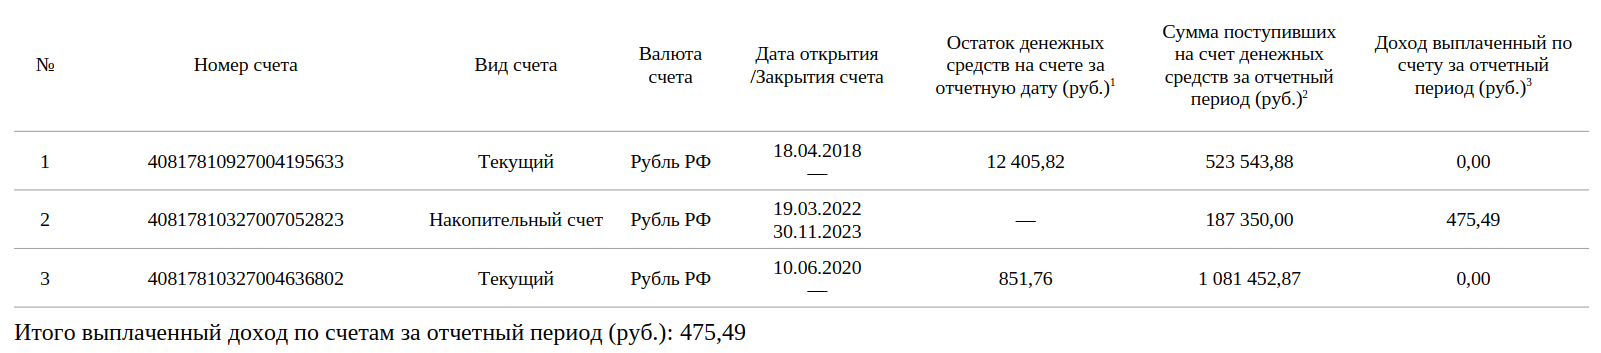 №
Номер счета
Вид счета
Валюта
счета
Дата открытия
/Закрытия счета
Остаток денежных
средств на счете за
отчетную дату (руб.)1
Сумма поступивших
на счет денежных
средств за отчетный
период (руб.)2
Доход выплаченный по
счету за отчетный
период (руб.)3
1 40817810927004195633 Текущий Рубль РФ 18.04.2018 12 405,82 523 543,88 0,00
—
2 40817810327007052823 Накопительный счет Рубль РФ 19.03.2022 — 187 350,00 475,49
30.11.2023
3 40817810327004636802 Текущий Рубль РФ 10.06.2020 851,76 1 081 452,87 0,00
—
Итого выплаченный доход по счетам за отчетный период (руб.): 475,49